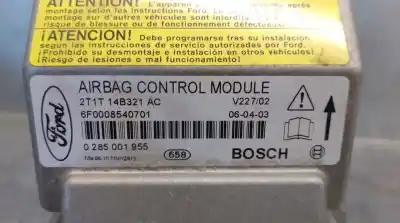 ATTENTION! L'appareil après
montage selon les instructions Ford.
sur d'autres véhicules sont interdits!
risque de blessure ou de fonctionnement défectueux!
¡ATENCION! Debe programarse tras su instalación,
según las instrucciones de servicio autorizadas por Ford.
¡Prohibido su desmontaje e instalación en otros vehículos!
¡Riesgo de lesiones o mal funcionamiento!
Ford
AIRBAG CONTROL MODULE
2T1T 14B321 AC V227/02
6F0008540701 06-04-03
0 285 001 955 658 BOSCH
Made in Hungary